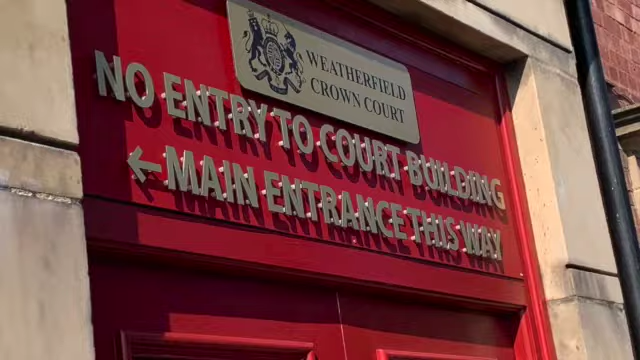 WEATHERFIELD
CROWN COURT
NO ENTRY TO COURT BUILDING
← MAIN ENTRANCE THIS WAY